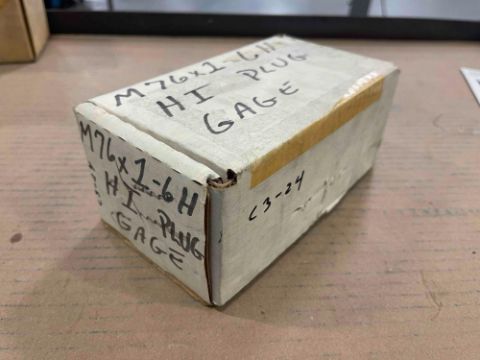 M76x1-6H
HI PLUG
GAGE
M76x1-6H
HI PLUG
GAGE
C3-24